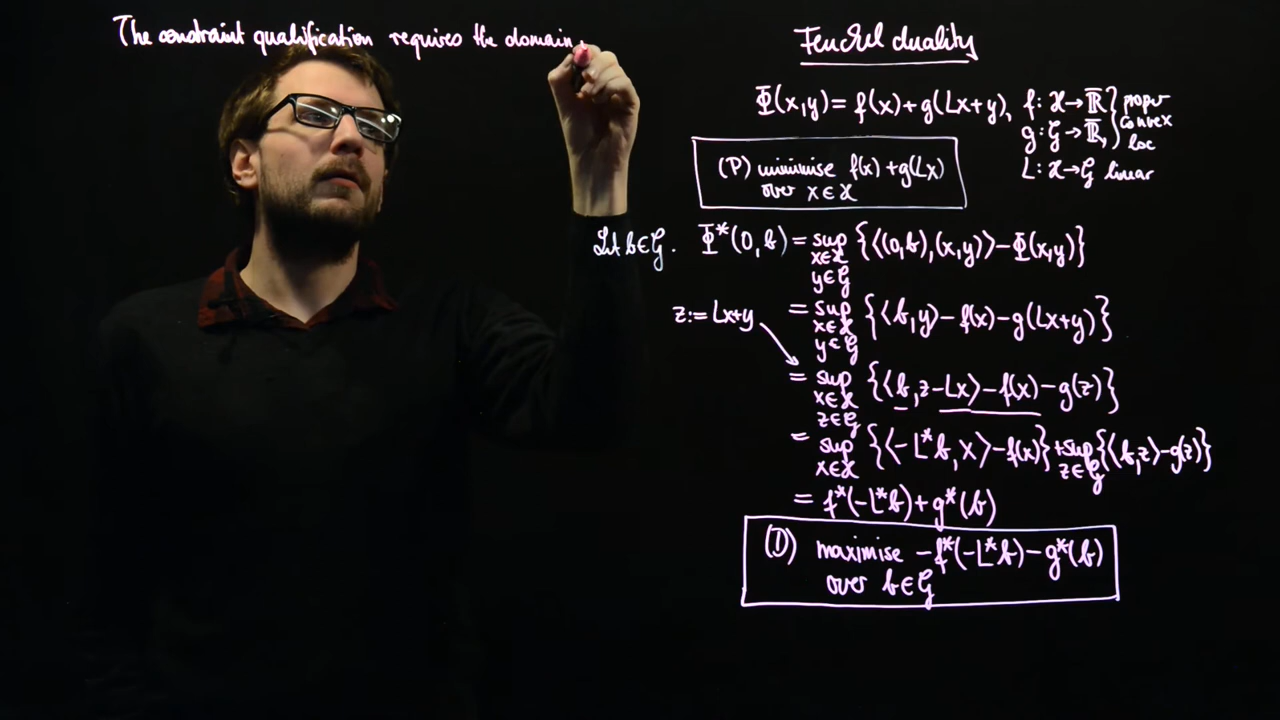 The constraint qualification requires the domain
Fenchel duality
Φ(x,y) = f(x) + g(Lx+y), f: X → R̅ } proper
g: G → R̅, } convex
lsc
L: X → G linear
(P) minimise f(x) + g(Lx)
over x ∈ X
Let b ∈ G. Φ*(0,b) = sup {⟨(0,b),(x,y)⟩ − Φ(x,y)}
x ∈ X
y ∈ G
z := Lx+y = sup {⟨b,y⟩ − f(x) − g(Lx+y)}
x ∈ X
y ∈ G
= sup {⟨b, z − Lx⟩ − f(x) − g(z)}
x ∈ X
z ∈ G
= sup {⟨−L*b, x⟩ − f(x)} + sup {⟨b,z⟩ − g(z)}
x ∈ X z ∈ G
= f*(−L*b) + g*(b)
(D) maximise −f*(−L*b) − g*(b)
over b ∈ G